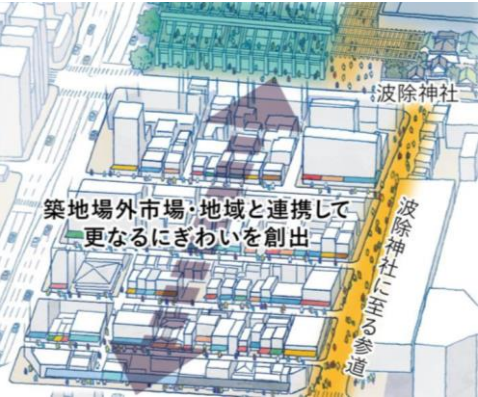 波除神社
築地場外市場・地域と連携して
更なるにぎわいを創出
波除神社に至る参道